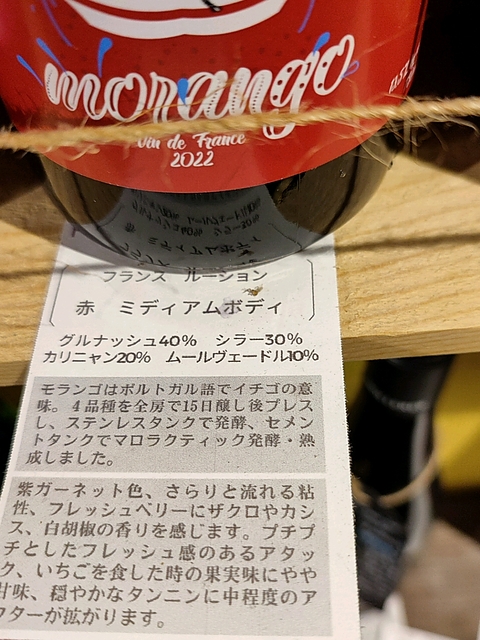 morango
Vin de France
2022
フランス ルーション
赤 ミディアムボディ
グルナッシュ40% シラー30%
カリニャン20% ムールヴェードル10%
モランゴはポルトガル語でイチゴの意
味。4品種を全房で15日醸し後プレス
し、ステンレスタンクで発酵、セメン
トタンクでマロラクティック発酵・熟
成しました。
紫ガーネット色、さらりと流れる粘
性、フレッシュベリーにザクロやカシ
ス、白胡椒の香りを感じます。プチプ
チとしたフレッシュ感のあるアタッ
ク、いちごを食した時の果実味にやや
甘味、穏やかなタンニンに中程度のア
フターが拡がります。